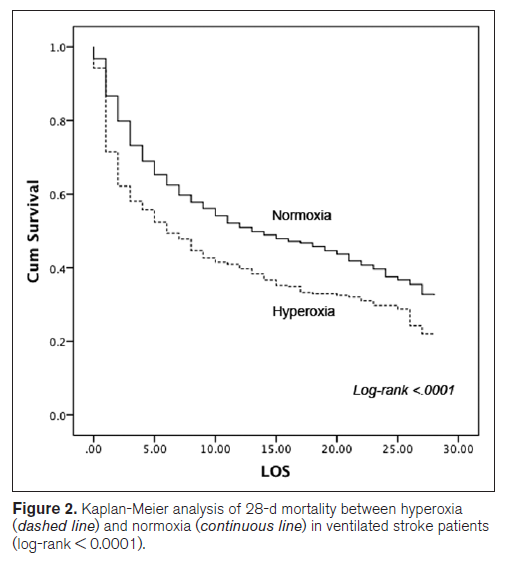 Cum Survival
1.0
0.8
0.6
0.4
0.2
0.0
Normoxia
Hyperoxia
Log-rank <.0001
.00 5.00 10.00 15.00 20.00 25.00 30.00
LOS
Figure 2. Kaplan-Meier analysis of 28-d mortality between hyperoxia
(dashed line) and normoxia (continuous line) in ventilated stroke patients
(log-rank < 0.0001).